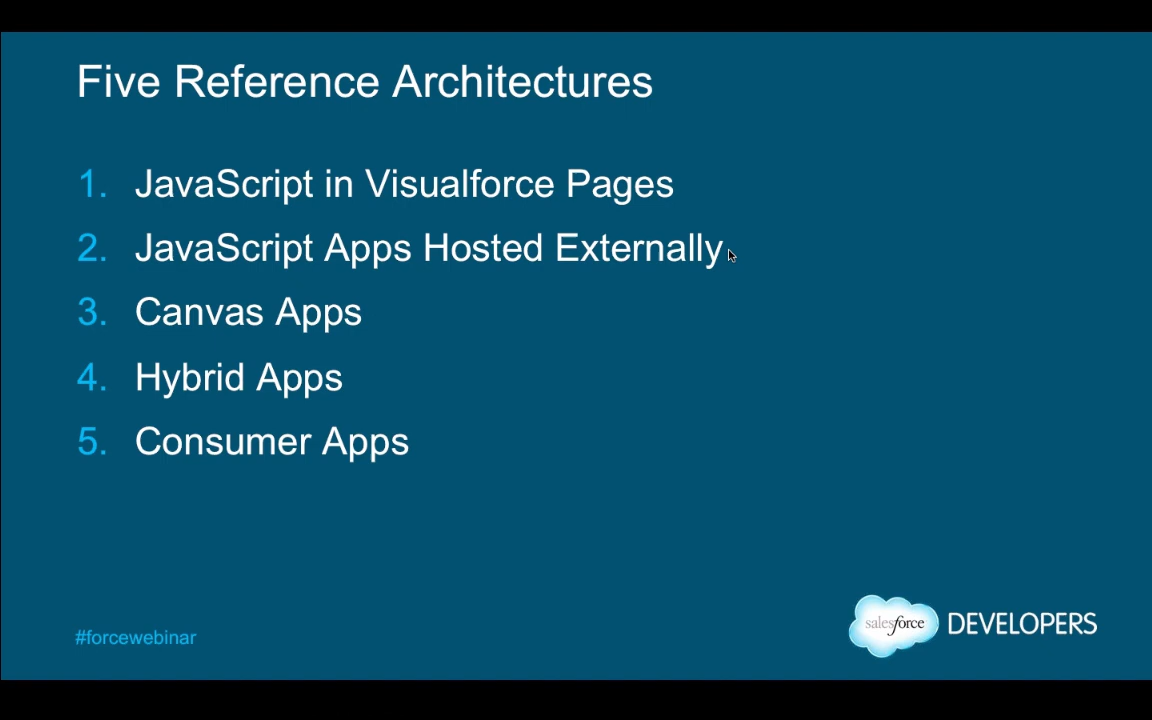 Five Reference Architectures
1. JavaScript in Visualforce Pages
2. JavaScript Apps Hosted Externally
3. Canvas Apps
4. Hybrid Apps
5. Consumer Apps
#forcewebinar
salesforce DEVELOPERS